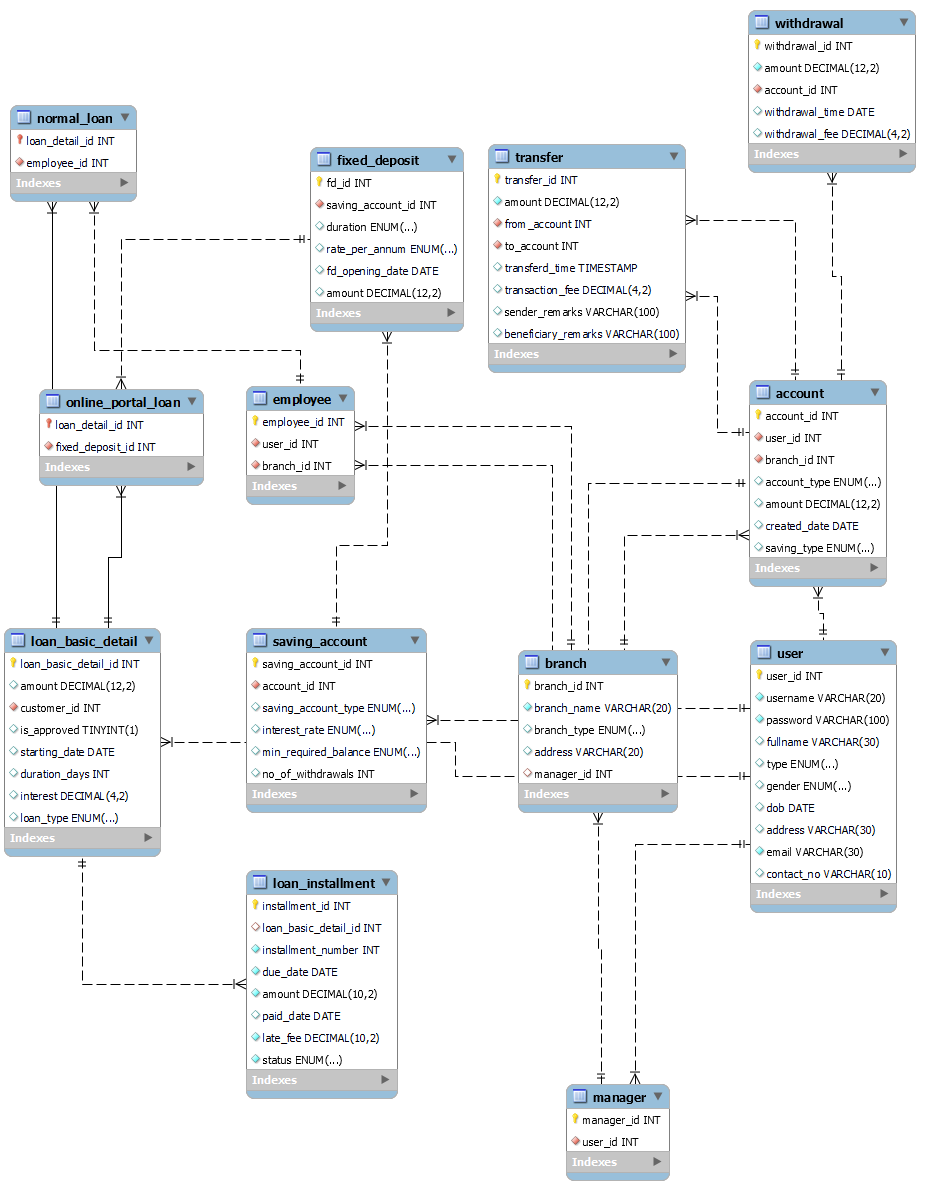 withdrawal
withdrawal_id INT
amount DECIMAL(12,2)
account_id INT
withdrawal_time DATE
withdrawal_fee DECIMAL(4,2)
Indexes
normal_loan
loan_detail_id INT
employee_id INT
Indexes
fixed_deposit
fd_id INT
saving_account_id INT
duration ENUM(...)
rate_per_annum ENUM(...)
fd_opening_date DATE
amount DECIMAL(12,2)
Indexes
transfer
transfer_id INT
amount DECIMAL(12,2)
from_account INT
to_account INT
transferd_time TIMESTAMP
transaction_fee DECIMAL(4,2)
sender_remarks VARCHAR(100)
beneficiary_remarks VARCHAR(100)
Indexes
online_portal_loan
loan_detail_id INT
fixed_deposit_id INT
Indexes
employee
employee_id INT
user_id INT
branch_id INT
Indexes
account
account_id INT
user_id INT
branch_id INT
account_type ENUM(...)
amount DECIMAL(12,2)
created_date DATE
saving_type ENUM(...)
Indexes
loan_basic_detail
loan_basic_detail_id INT
amount DECIMAL(12,2)
customer_id INT
is_approved TINYINT(1)
starting_date DATE
duration_days INT
interest DECIMAL(4,2)
loan_type ENUM(...)
Indexes
saving_account
saving_account_id INT
account_id INT
saving_account_type ENUM(...)
interest_rate ENUM(...)
min_required_balance ENUM(...)
no_of_withdrawals INT
Indexes
branch
branch_id INT
branch_name VARCHAR(20)
branch_type ENUM(...)
address VARCHAR(20)
manager_id INT
Indexes
user
user_id INT
username VARCHAR(20)
password VARCHAR(100)
fullname VARCHAR(30)
type ENUM(...)
gender ENUM(...)
dob DATE
address VARCHAR(30)
email VARCHAR(30)
contact_no VARCHAR(10)
Indexes
loan_installment
installment_id INT
loan_basic_detail_id INT
installment_number INT
due_date DATE
amount DECIMAL(10,2)
paid_date DATE
late_fee DECIMAL(10,2)
status ENUM(...)
Indexes
manager
manager_id INT
user_id INT
Indexes